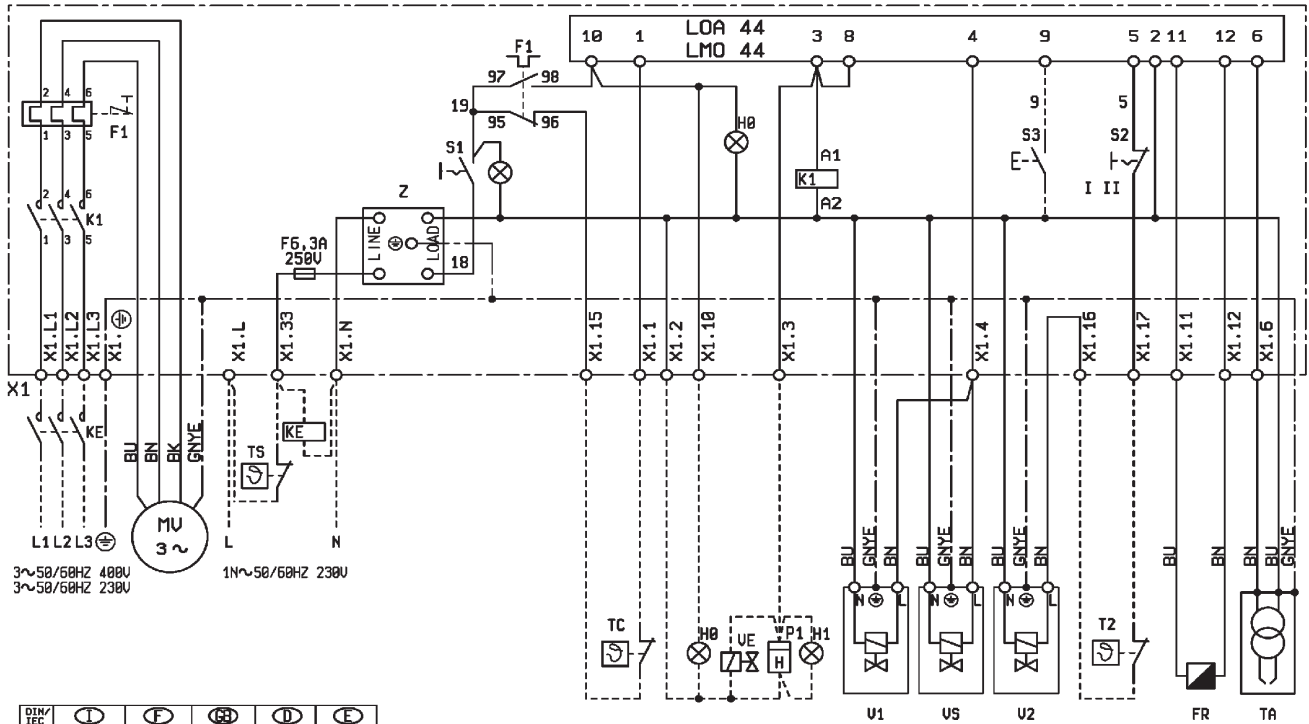 LOA 44
LMO 44
10 1 3 8 4 9 5 2 11 12 6
F1
97 98
19
95 96
2 4 6
F1
1 3 5
S1
H0
A1
K1
A2
9
S3
5
S2
I II
2 4 6
K1
1 3 5
Z
LINE
LOAD
18
F6,3A
250V
X1.L1
X1.L2
X1.L3
X1.
X1.L
X1.33
X1.N
X1.15
X1.1
X1.2
X1.10
X1.3
X1.4
X1.16
X1.17
X1.11
X1.12
X1.6
X1
KE
BU
BN
BK
GNYE
TS
KE
MV
3~
L1 L2 L3
L
N
3~50/60HZ 400V
3~50/60HZ 230V
1N~50/60HZ 230V
BU GNYE BN
BU GNYE BN
BU GNYE BN
BU
BN
BN BU GNYE
N L
N L
N L
TC
H0
VE
P1
H
H1
T2
V1
VS
V2
FR
TA
DIN/
IEC
I F GB D E